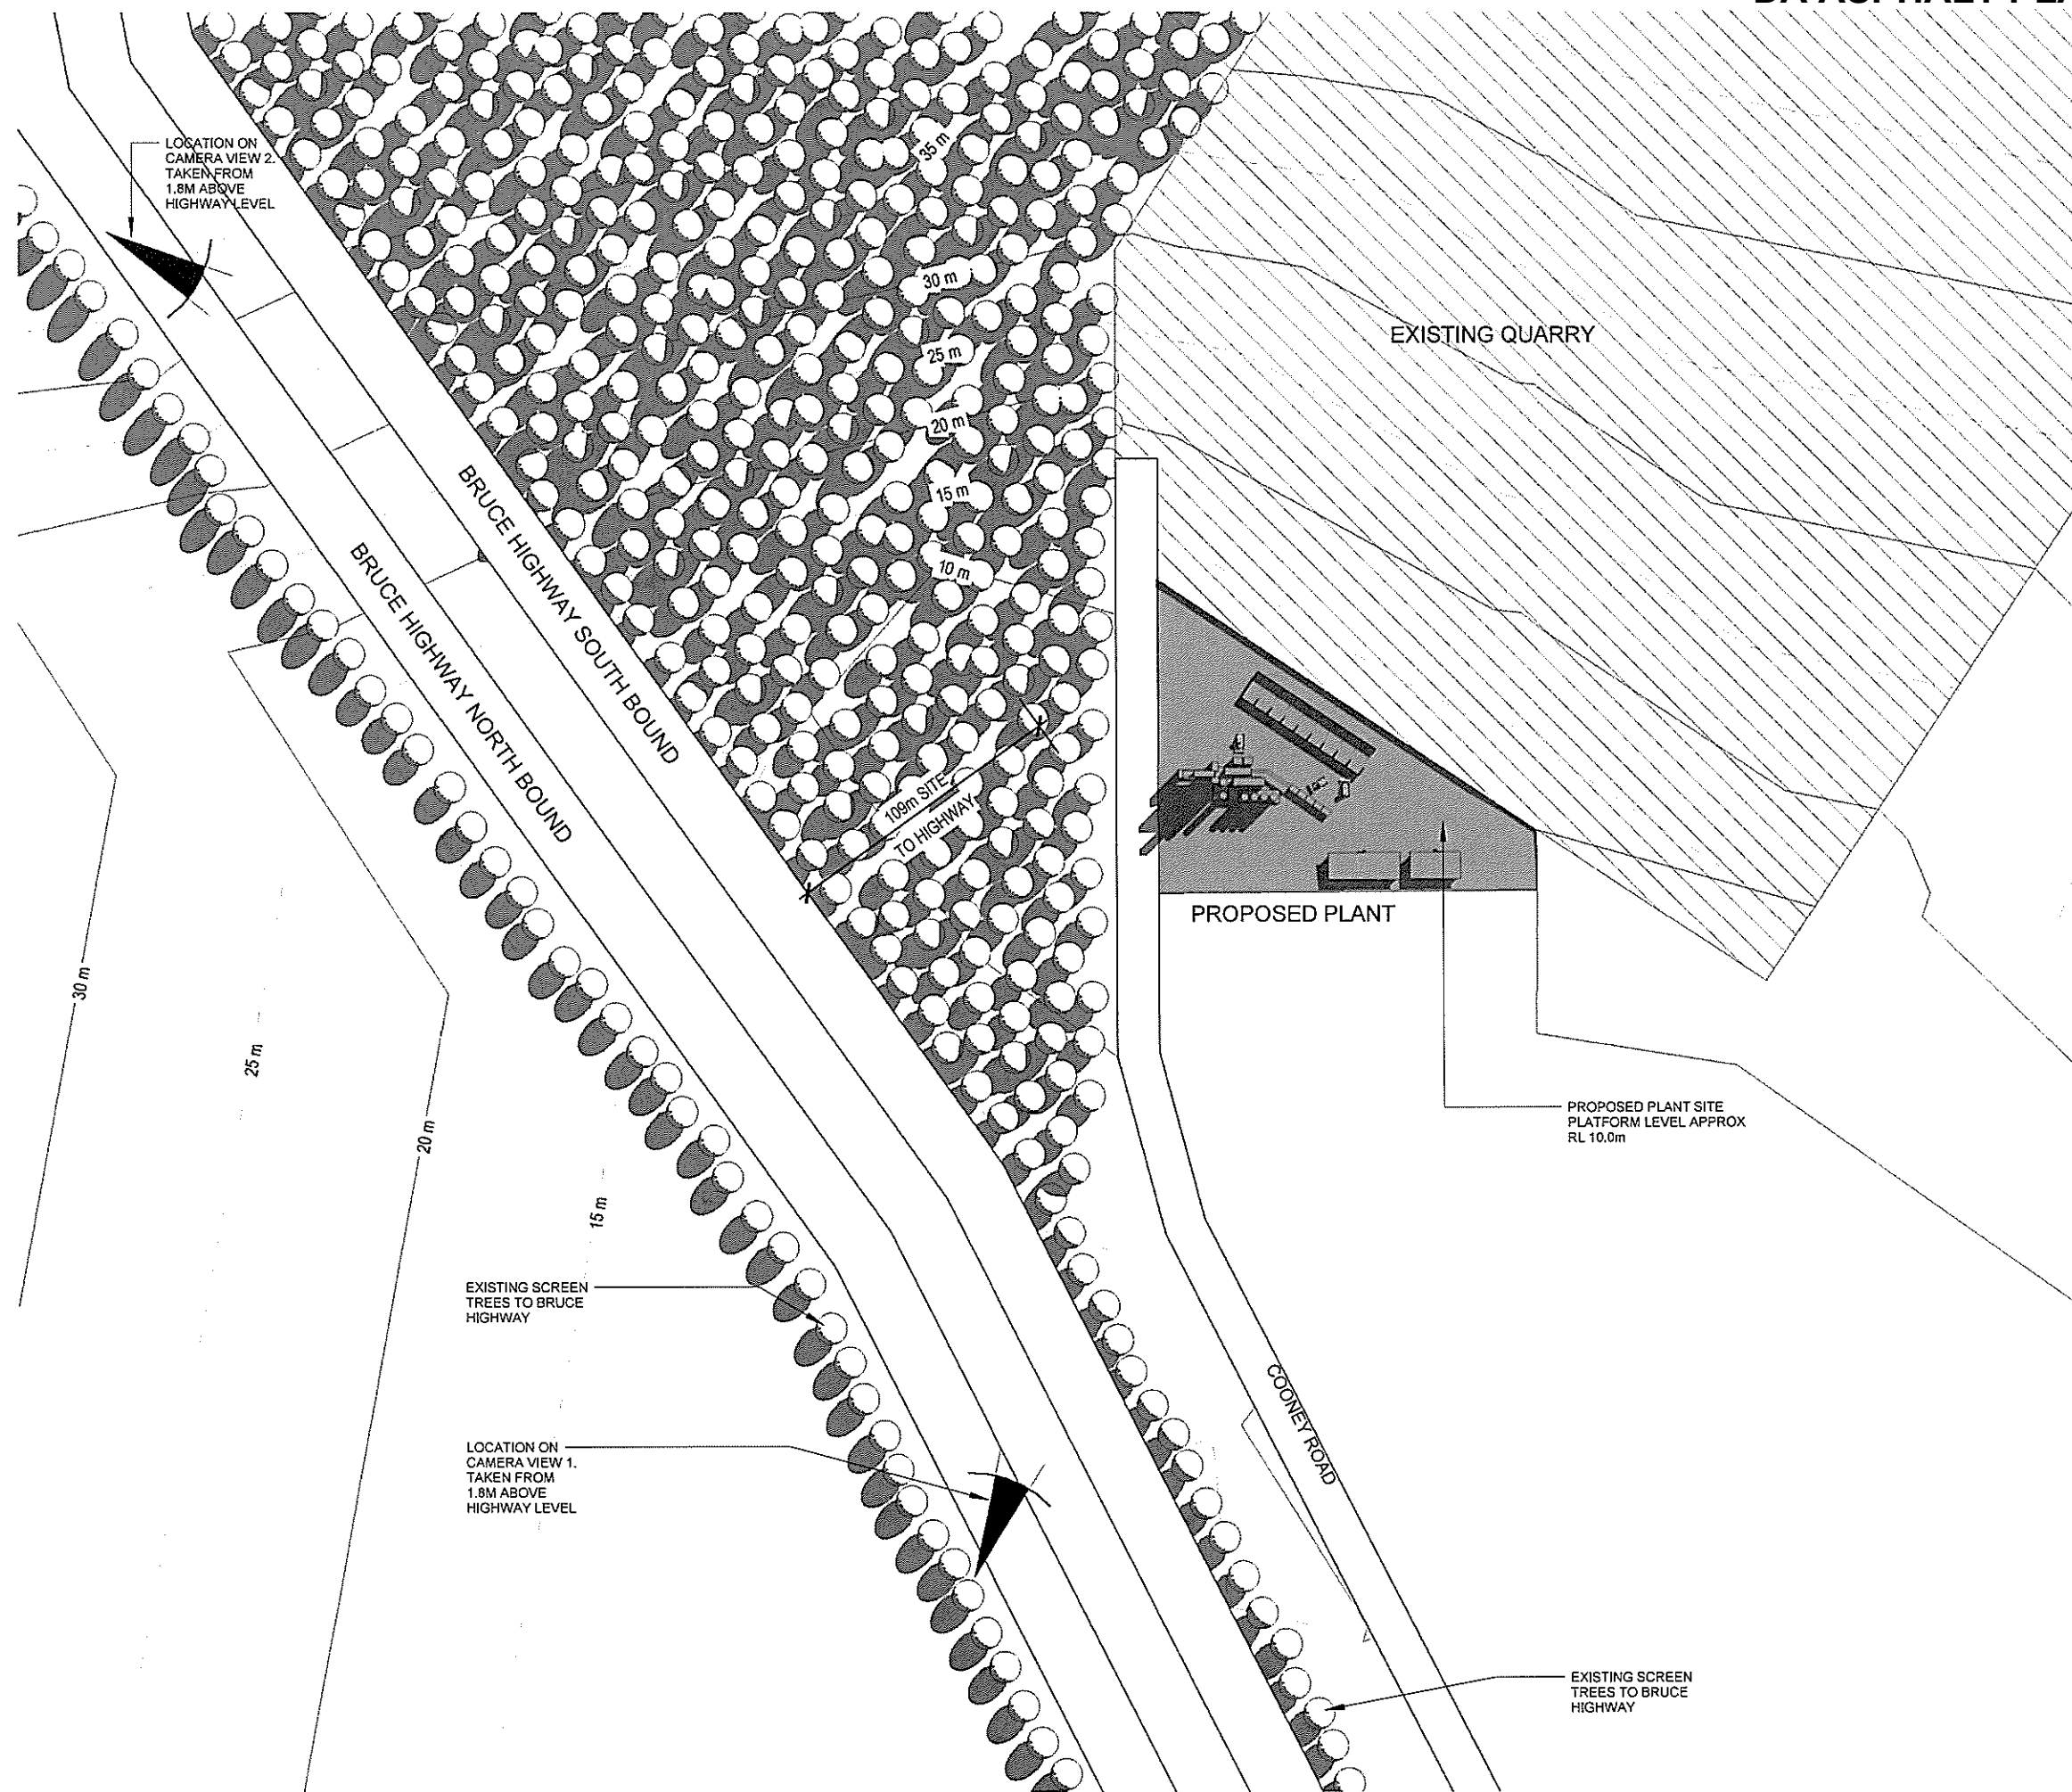 LOCATION ON
CAMERA VIEW 2.
TAKEN FROM
1.8M ABOVE
HIGHWAY LEVEL
35 m
30 m
25 m
20 m
15 m
10 m
EXISTING QUARRY
BRUCE HIGHWAY SOUTH BOUND
BRUCE HIGHWAY NORTH BOUND
109m SITE
TO HIGHWAY
PROPOSED PLANT
30 m
25 m
20 m
15 m
PROPOSED PLANT SITE
PLATFORM LEVEL APPROX
RL 10.0m
EXISTING SCREEN
TREES TO BRUCE
HIGHWAY
COONEY ROAD
LOCATION ON
CAMERA VIEW 1.
TAKEN FROM
1.8M ABOVE
HIGHWAY LEVEL
EXISTING SCREEN
TREES TO BRUCE
HIGHWAY